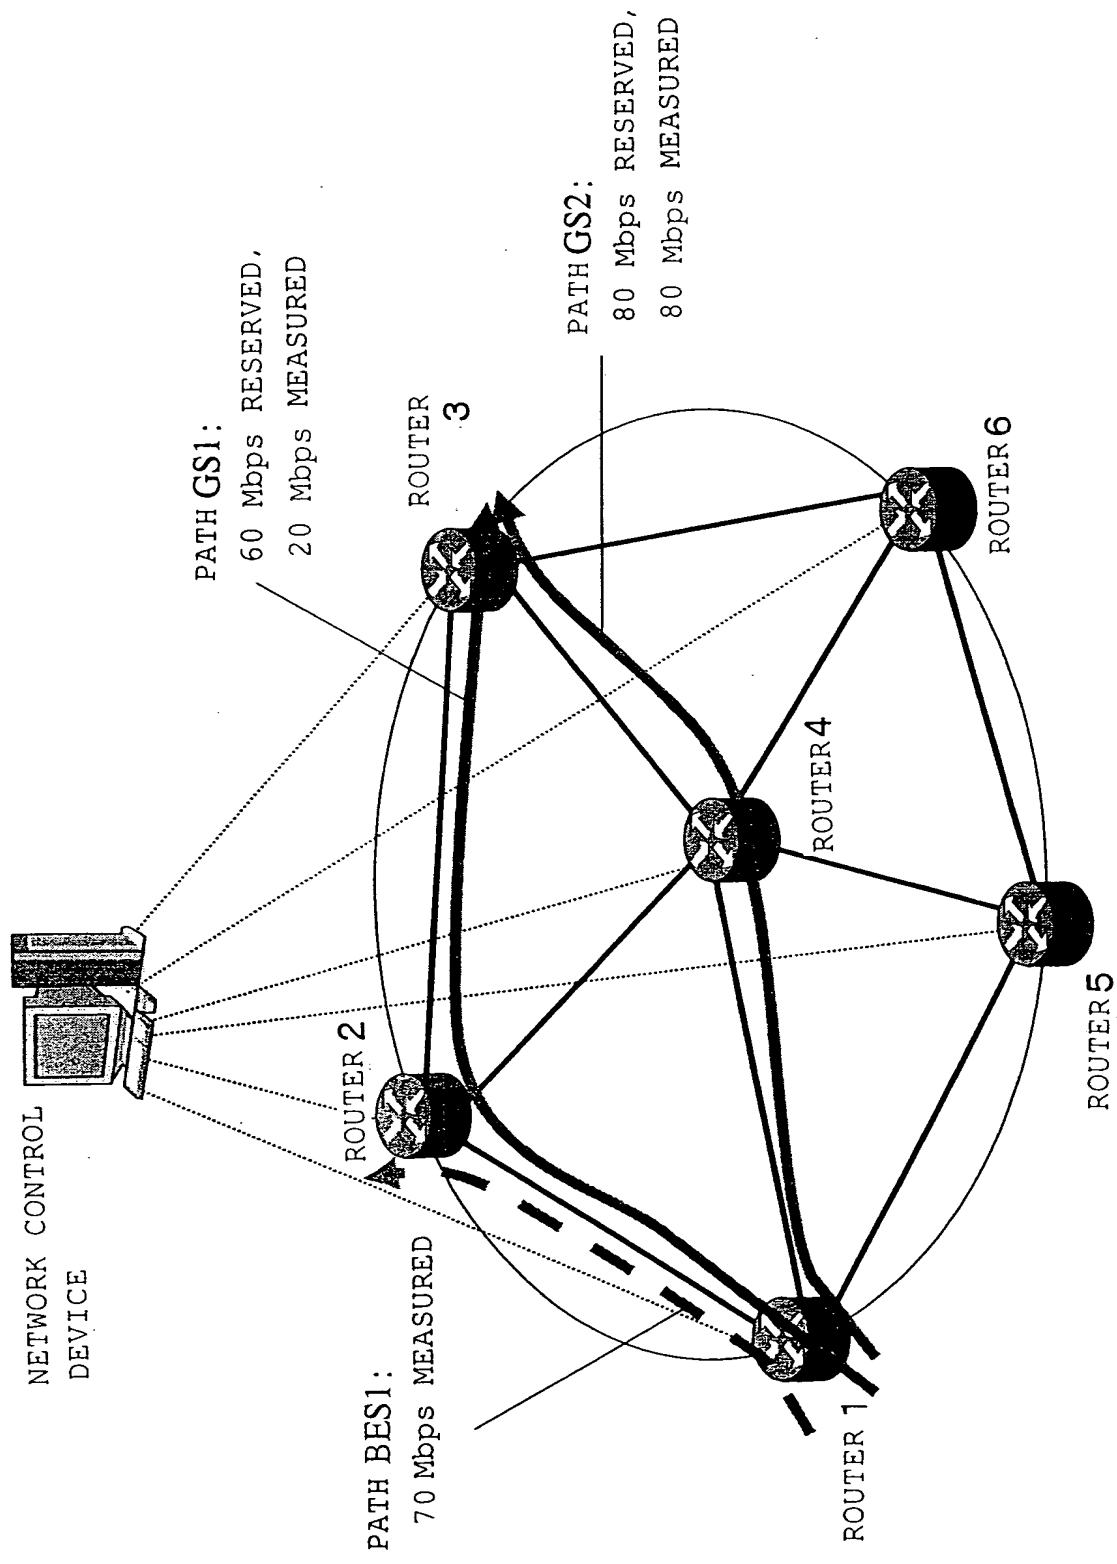 NETWORK CONTROL
DEVICE
PATH GS1:
60 Mbps RESERVED,
20 Mbps MEASURED
PATH BES1:
70 Mbps MEASURED
ROUTER 2
ROUTER
3
PATH GS2:
80 Mbps RESERVED,
80 Mbps MEASURED
ROUTER 4
ROUTER 1
ROUTER 5
ROUTER 6